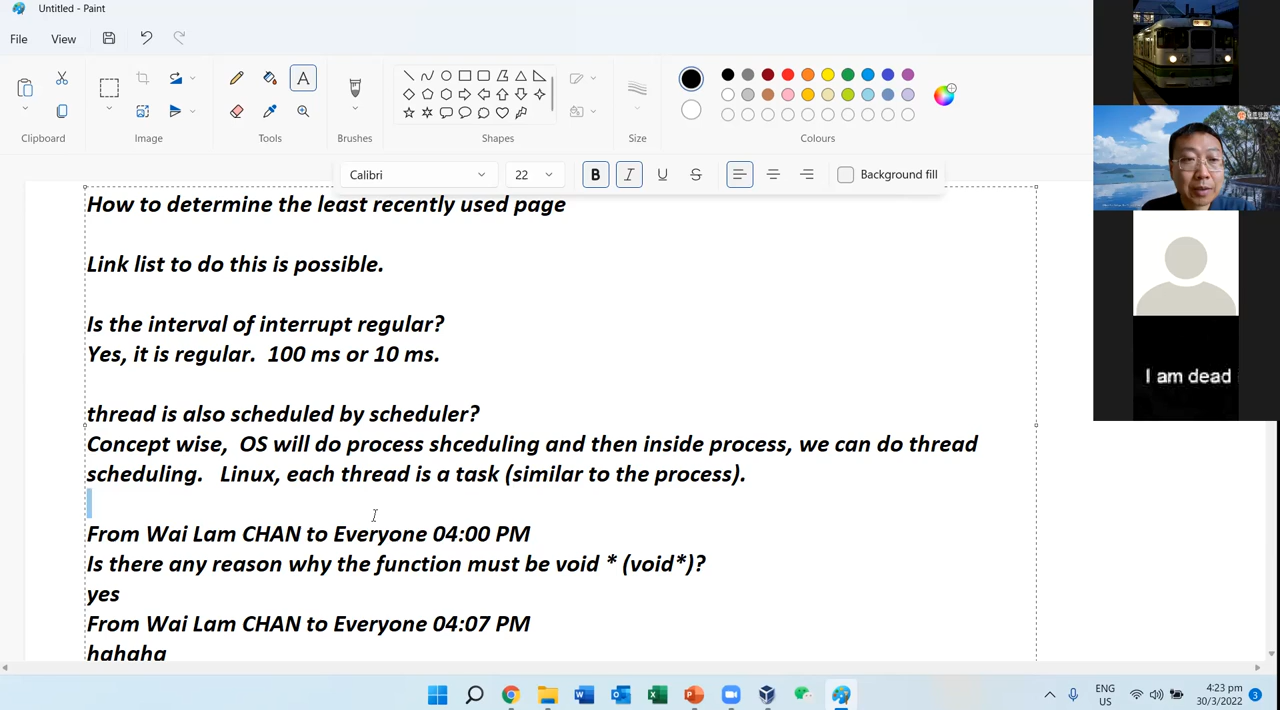 Untitled - Paint
File
View
Clipboard
Image
Tools
Brushes
Shapes
Size
Colours
Calibri
22
B
I
U
S
Background fill
How to determine the least recently used page
Link list to do this is possible.
Is the interval of interrupt regular?
Yes, it is regular.  100 ms or 10 ms.
thread is also scheduled by scheduler?
Concept wise,  OS will do process shceduling and then inside process, we can do thread
scheduling.   Linux, each thread is a task (similar to the process).
From Wai Lam CHAN to Everyone 04:00 PM
Is there any reason why the function must be void * (void*)?
yes
From Wai Lam CHAN to Everyone 04:07 PM
hahaha
I am dead
ENG
US
4:23 pm
30/3/2022
3